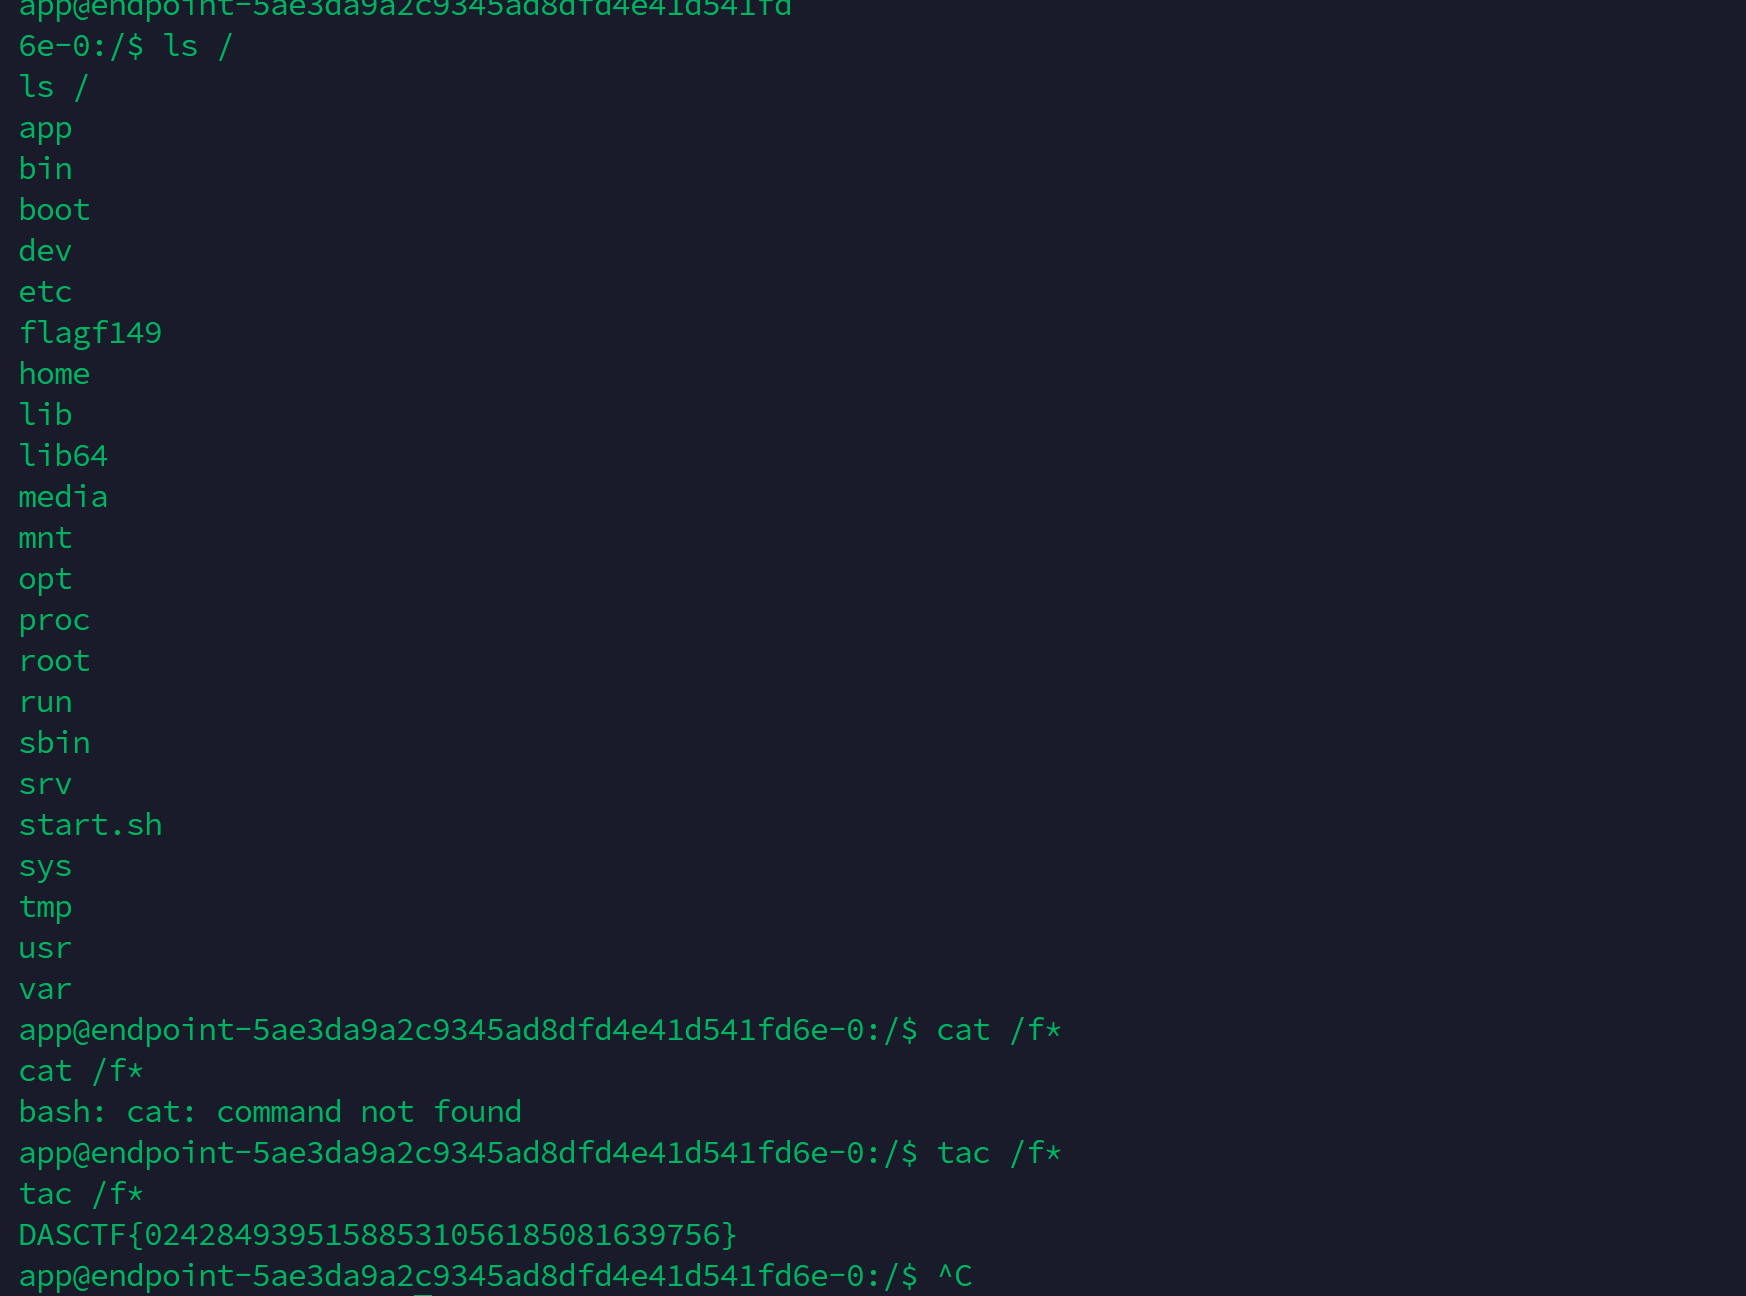 app@endpoint-5ae3da9a2c9345ad8dfd4e41d541fd
6e-0:/$ ls /
ls /
app
bin
boot
dev
etc
flagf149
home
lib
lib64
media
mnt
opt
proc
root
run
sbin
srv
start.sh
sys
tmp
usr
var
app@endpoint-5ae3da9a2c9345ad8dfd4e41d541fd6e-0:/$ cat /f*
cat /f*
bash: cat: command not found
app@endpoint-5ae3da9a2c9345ad8dfd4e41d541fd6e-0:/$ tac /f*
tac /f*
DASCTF{02428493951588531056185081639756}
app@endpoint-5ae3da9a2c9345ad8dfd4e41d541fd6e-0:/$ ^C